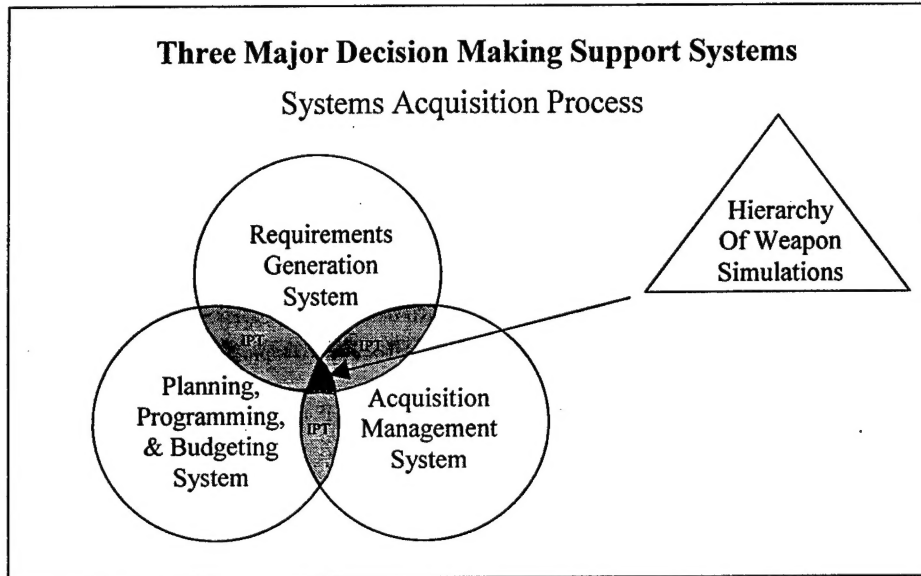 Three Major Decision Making Support Systems
Systems Acquisition Process
Requirements
Generation
System
Hierarchy
Of Weapon
Simulations
IPT
IPT
Planning,
Programming,
& Budgeting
System
IPT
Acquisition
Management
System